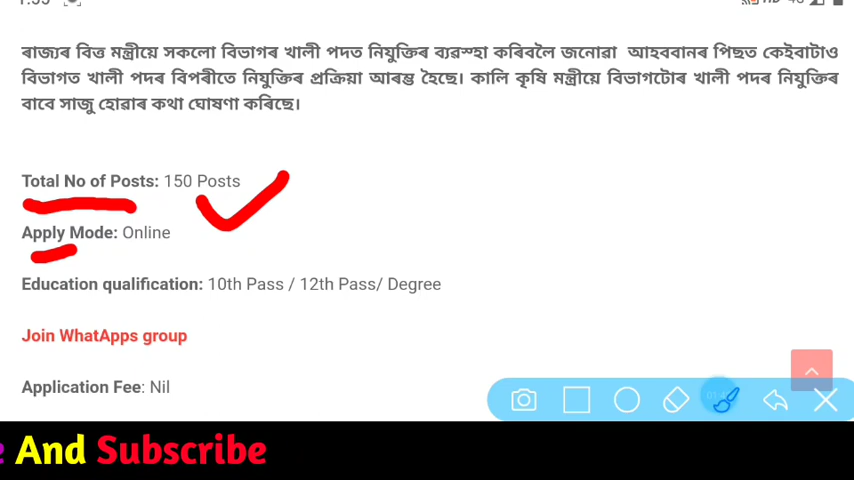 ৰাজ্যৰ বিত্ত মন্ত্ৰীয়ে সকলো বিভাগৰ খালী পদত নিযুক্তিৰ ব্যৱস্হা কৰিবলৈ জনোৱা আহববানৰ পিছত কেইবাটাও
বিভাগত খালী পদৰ বিপৰীতে নিযুক্তিৰ প্ৰক্ৰিয়া আৰম্ভ হৈছে। কালি কৃষি মন্ত্ৰীয়ে বিভাগটোৰ খালী পদৰ নিযুক্তিৰ
বাবে সাজু হোৱাৰ কথা ঘোষণা কৰিছে।
Total No of Posts: 150 Posts
Apply Mode: Online
Education qualification: 10th Pass / 12th Pass/ Degree
Join WhatApps group
Application Fee: Nil
And Subscribe